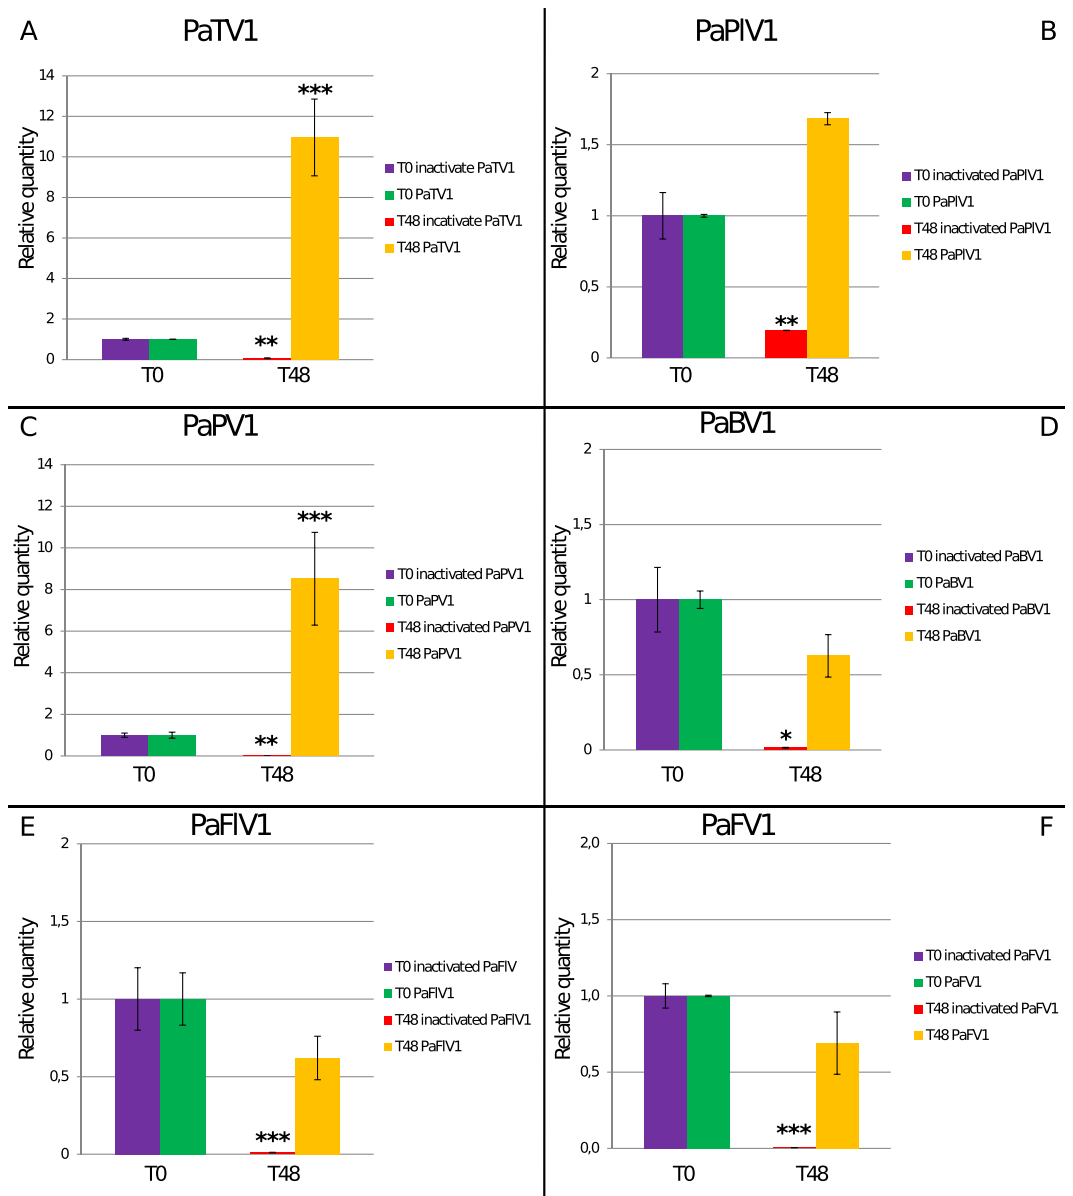 A
PaTV1
Relative quantity
14
12
10
8
6
4
2
0
***
**
T0
T48
T0 inactivate PaTV1
T0 PaTV1
T48 incativate PaTV1
T48 PaTV1
PaPlV1
B
Relative quantity
2
1,5
1
0,5
0
**
T0
T48
T0 inactivated PaPlV1
T0 PaPlV1
T48 inactivated PaPlV1
T48 PaPlV1
C
PaPV1
Relative quantity
14
12
10
8
6
4
2
0
***
**
T0
T48
T0 inactivated PaPV1
T0 PaPV1
T48 inactivated PaPV1
T48 PaPV1
PaBV1
D
Relative quantity
2
1,5
1
0,5
0
*
T0
T48
T0 inactivated PaBV1
T0 PaBV1
T48 inactivated PaBV1
T48 PaBV1
E
PaFlV1
Relative quantity
2
1,5
1
0,5
0
***
T0
T48
T0 inactivated PaFlV
T0 PaFlV1
T48 inactivated PaFlV1
T48 PaFlV1
PaFV1
F
Relative quantity
2,0
1,5
1,0
0,5
0,0
***
T0
T48
T0 inactivated PaFV1
T0 PaFV1
T48 inactivated PaFV1
T48 PaFV1